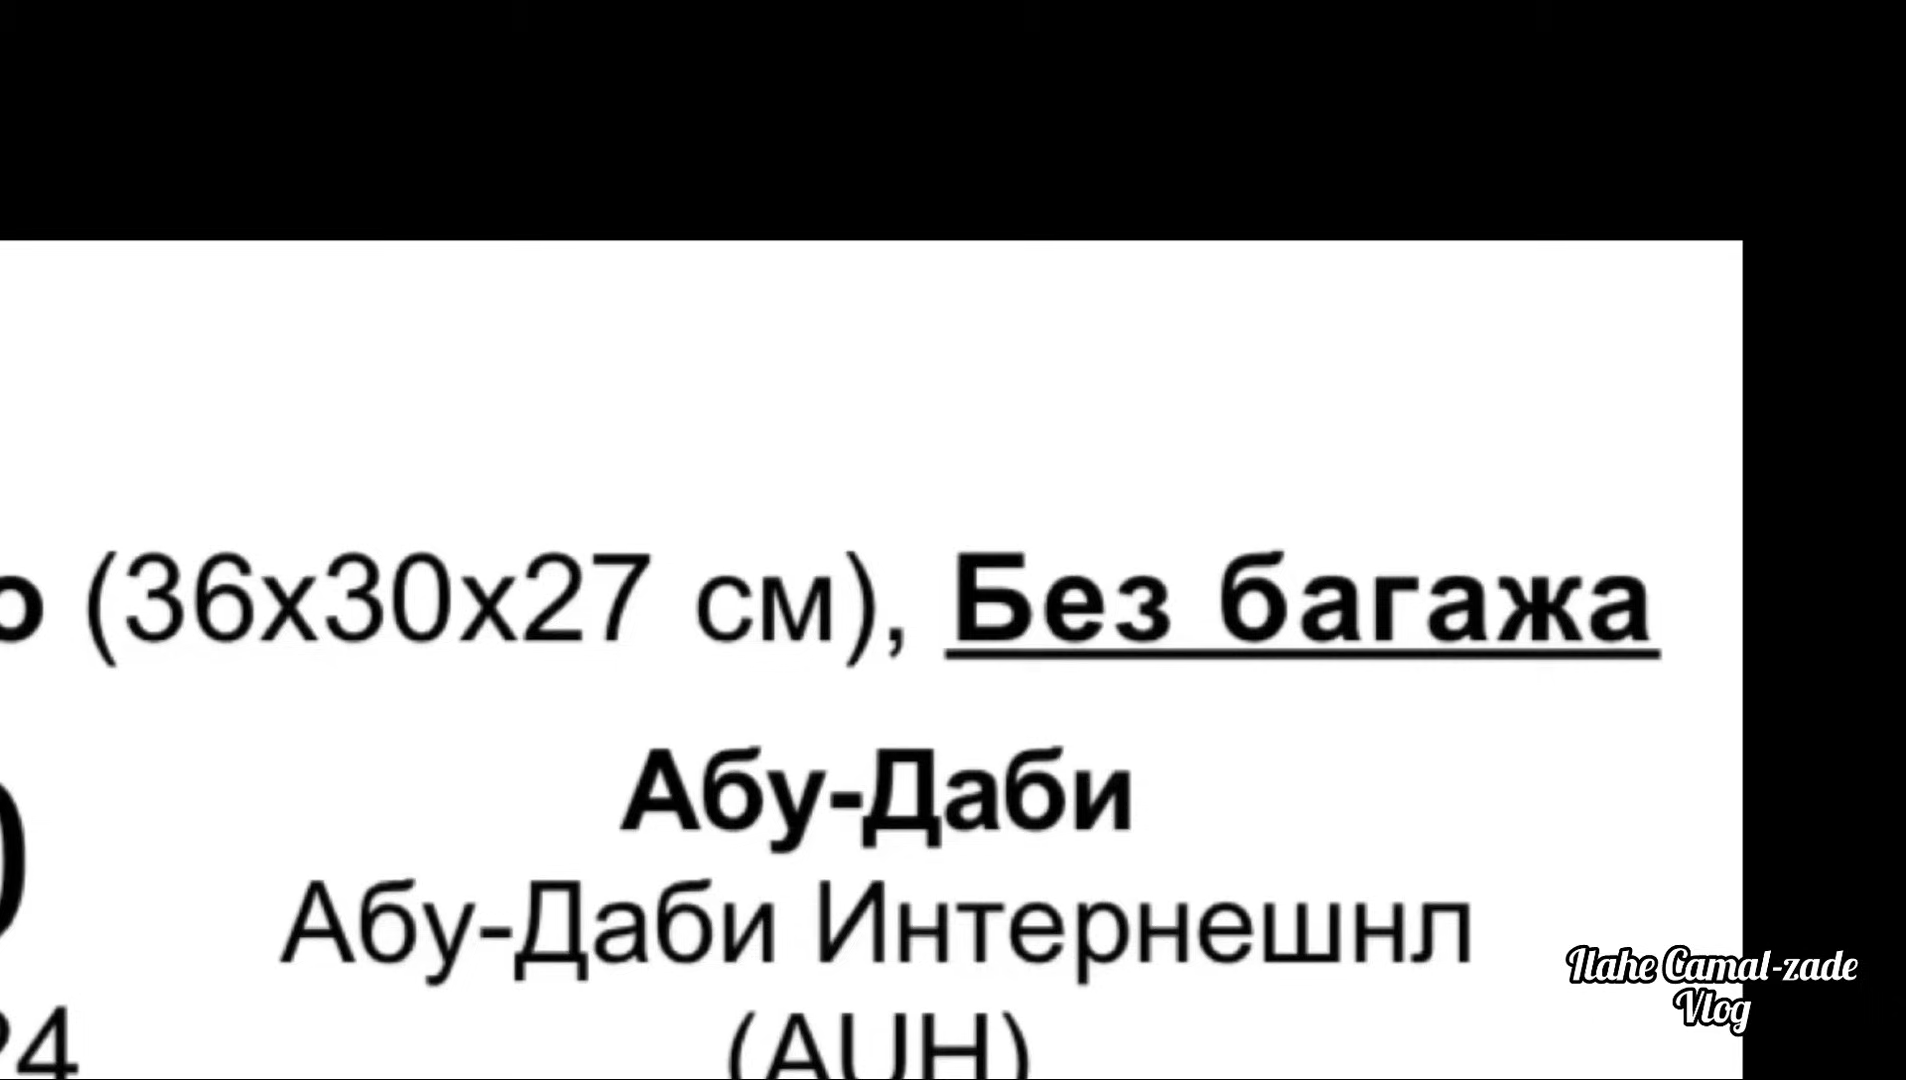 (36x30x27 см), Без багажа
Абу-Даби
Абу-Даби Интернешнл
(AUH)
Ilahe Camal-zade
Vlog